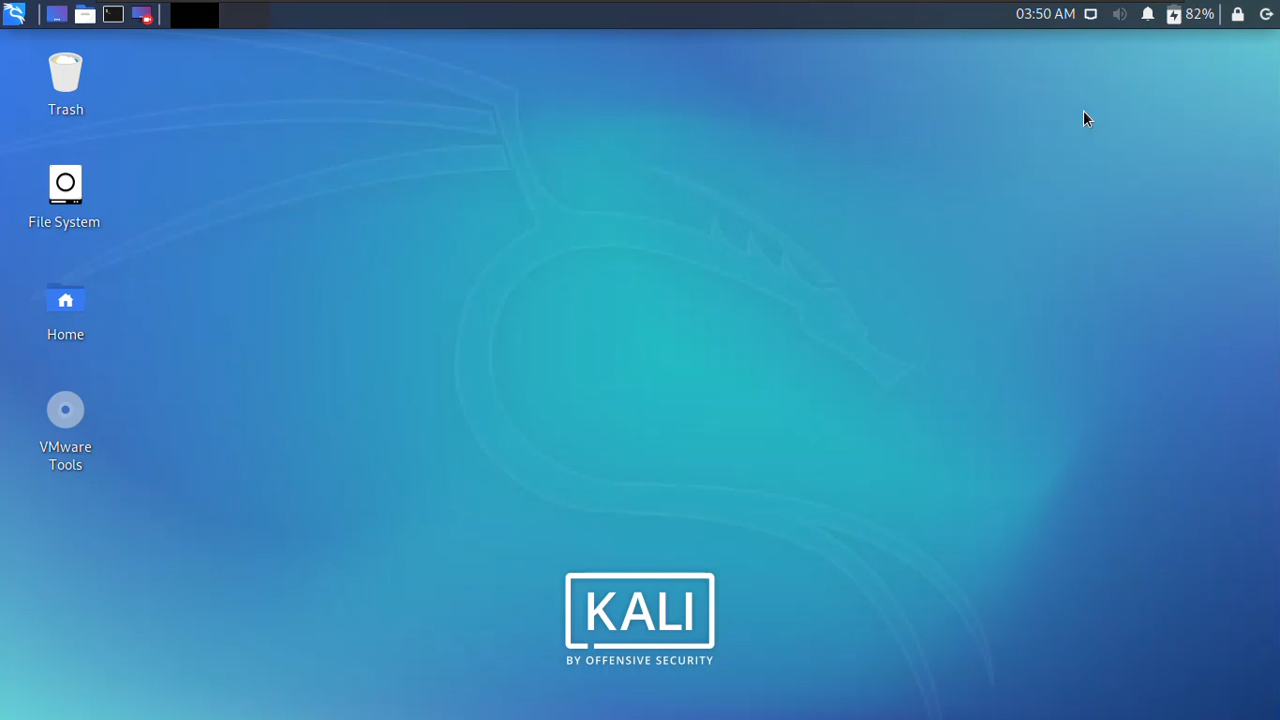 03:50 AM
82%
Trash
File System
Home
VMware
Tools
KALI
BY OFFENSIVE SECURITY